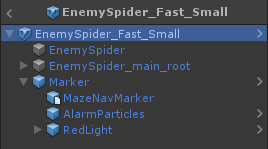 EnemySpider_Fast_Small
EnemySpider_Fast_Small
EnemySpider
EnemySpider_main_root
Marker
MazeNavMarker
AlarmParticles
RedLight